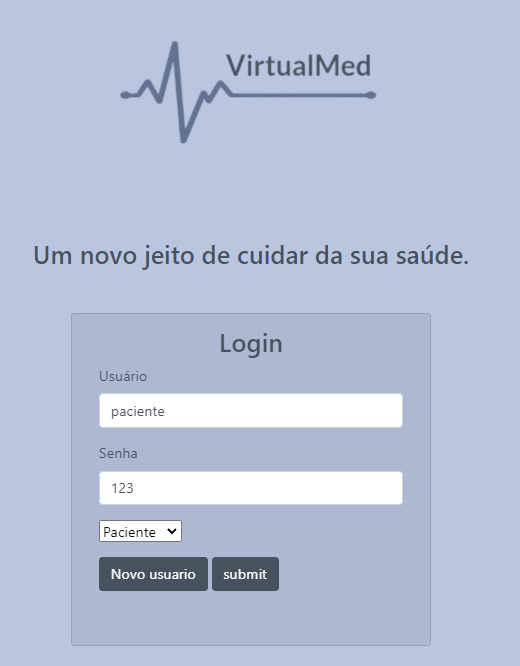 VirtualMed
Um novo jeito de cuidar da sua saúde.
Login
Usuário
paciente
Senha
123
Paciente
Novo usuario submit